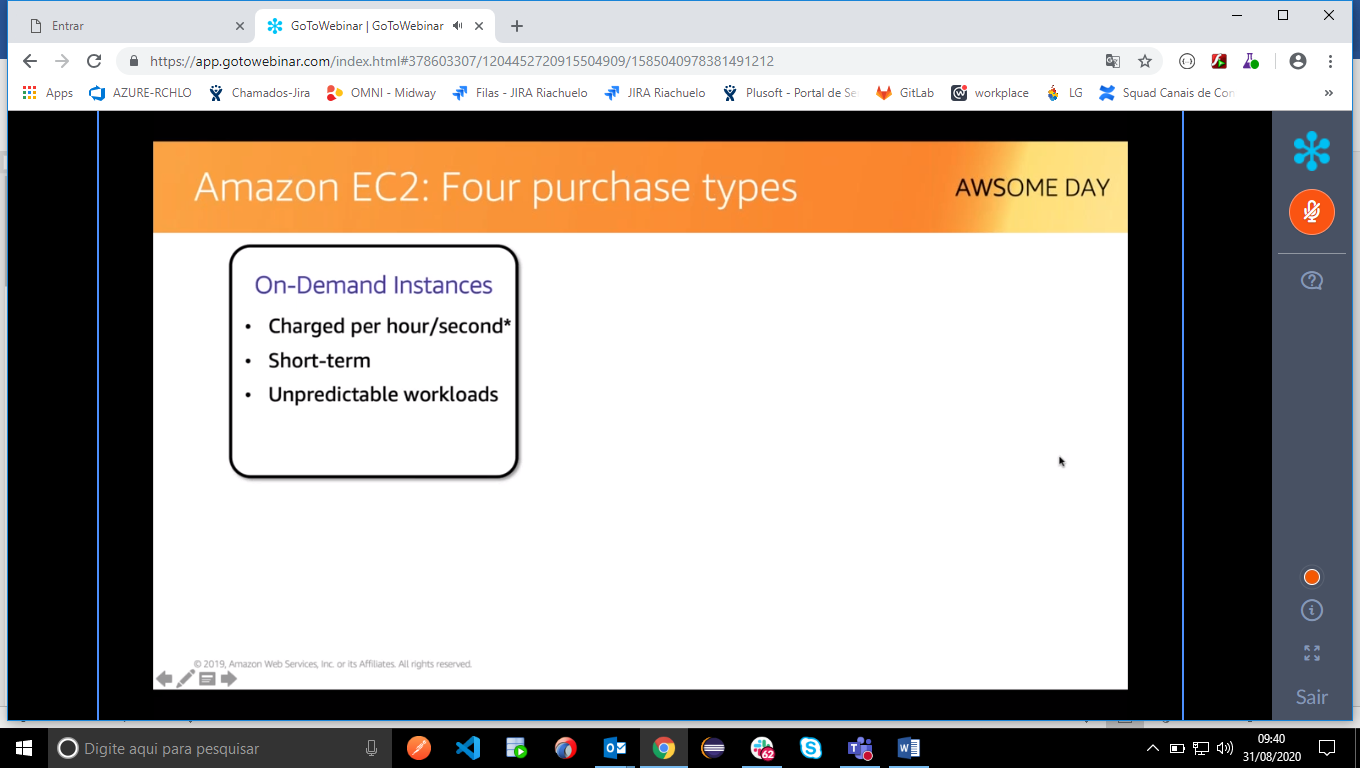 Entrar
GoToWebinar | GoToWebinar
https://app.gotowebinar.com/index.html#378603307/1204452720915504909/1585040978381491212
Apps
AZURE-RCHLO
Chamados-Jira
OMNI - Midway
Filas - JIRA Riachuelo
JIRA Riachuelo
Plusoft - Portal de Se
GitLab
workplace
LG
Squad Canais de Con
»
Amazon EC2: Four purchase types
AWSOME DAY
On-Demand Instances
• Charged per hour/second*
• Short-term
• Unpredictable workloads
© 2019, Amazon Web Services, Inc. or its Affiliates. All rights reserved.
Sair
Digite aqui para pesquisar
62
09:40
31/08/2020